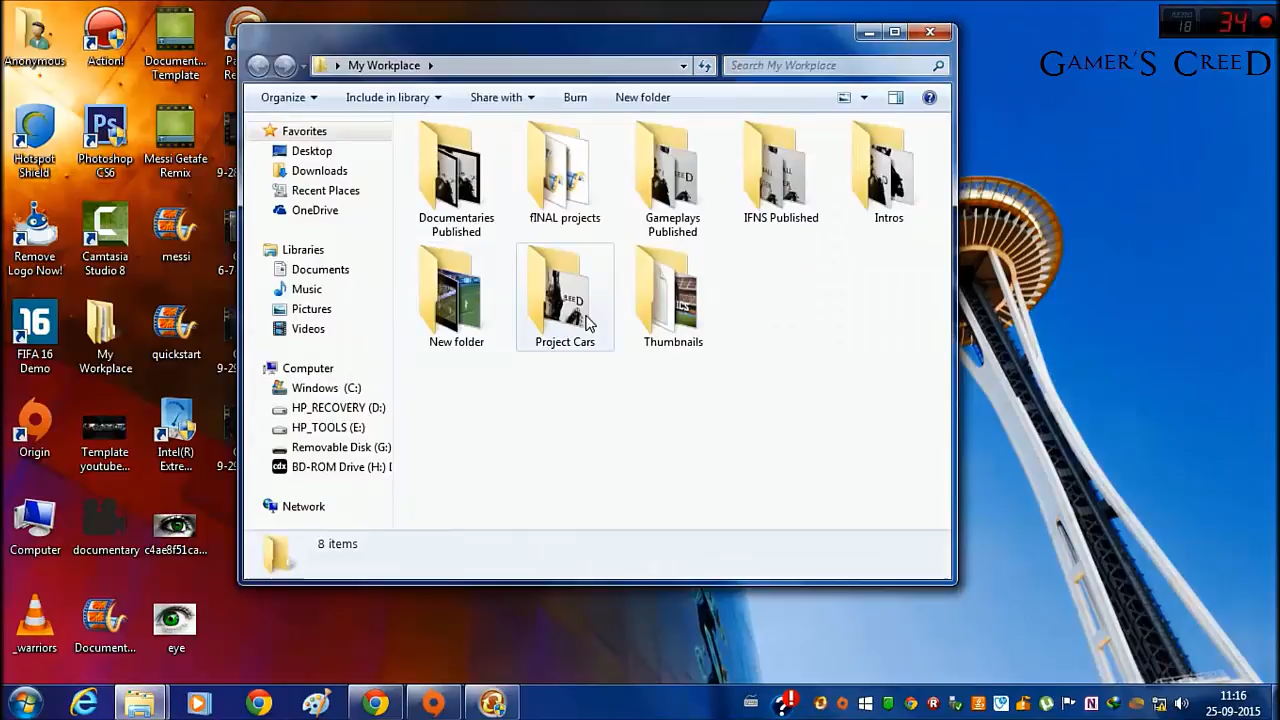 34
18
GAMER'S CREED
Anonymous
Action!
Document...
Template
Hotspot
Shield
Photoshop
CS6
Messi Getafe
Remix
Remove
Logo Now!
Camtasia
Studio 8
messi
FIFA 16
Demo
My
Workplace
quickstart
Origin
Template
youtube...
Intel(R)
Extre...
Computer
documentary
c4ae8f51ca...
_warriors
Document...
eye
My Workplace
Search My Workplace
Organize
Include in library
Share with
Burn
New folder
Favorites
Desktop
Downloads
Recent Places
OneDrive
Libraries
Documents
Music
Pictures
Videos
Computer
Windows (C:)
HP_RECOVERY (D:)
HP_TOOLS (E:)
Removable Disk (G:)
BD-ROM Drive (H:) D
Network
Documentaries
Published
fINAL projects
Gameplays
Published
IFNS Published
Intros
New folder
Project Cars
Thumbnails
8 items
11:16
25-09-2015